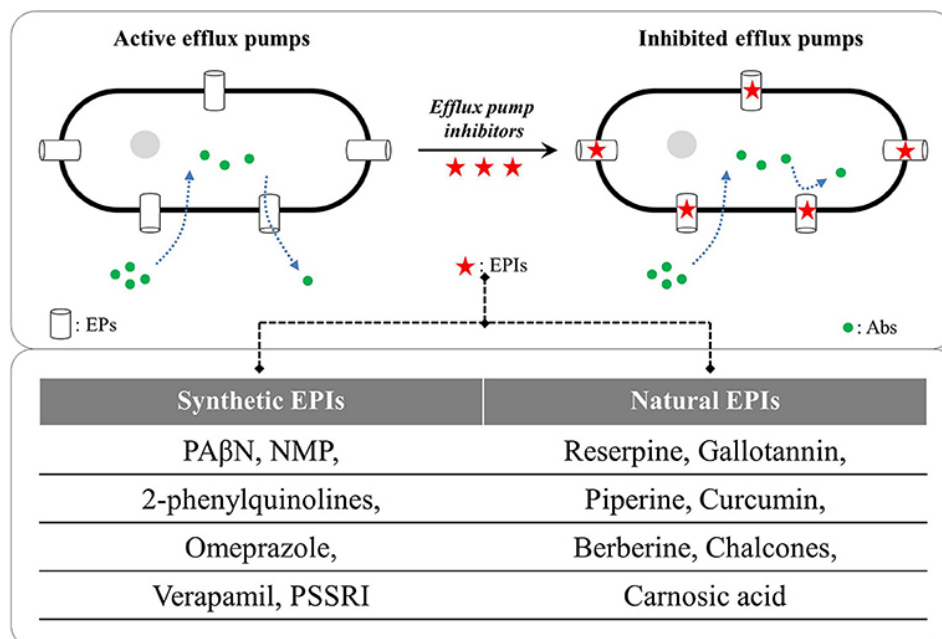 Active efflux pumps
Inhibited efflux pumps
Efflux pump
inhibitors
: EPIs
: EPs
: Abs
Synthetic EPIs
Natural EPIs
PAβN, NMP,
Reserpine, Gallotannin,
2-phenylquinolines,
Piperine, Curcumin,
Omeprazole,
Berberine, Chalcones,
Verapamil, PSSRI
Carnosic acid